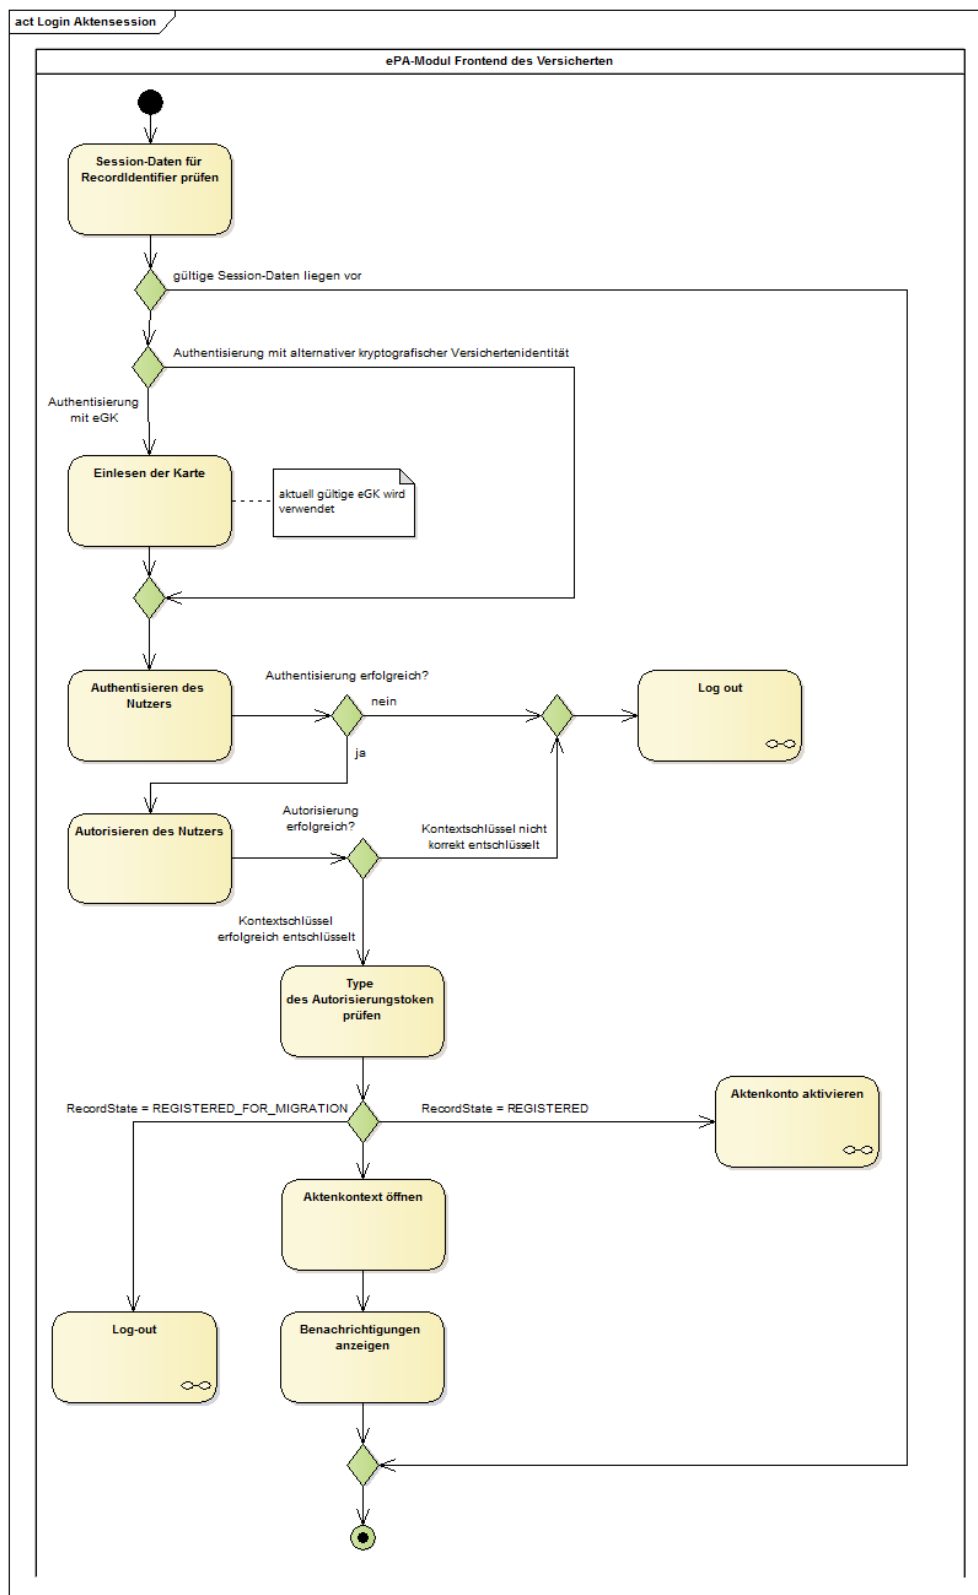 act Login Aktensession
ePA-Modul Frontend des Versicherten
Session-Daten für
RecordIdentifier prüfen
gültige Session-Daten liegen vor
Authentisierung mit alternativer kryptografischer Versichertenidentität
Authentisierung
mit eGK
Einlesen der Karte
aktuell gültige eGK wird
verwendet
Authentisieren des
Nutzers
Authentisierung erfolgreich?
nein
ja
Log out
Autorisieren des Nutzers
Autorisierung
erfolgreich?
Kontextschlüssel nicht
korrekt entschlüsselt
Kontextschlüssel
erfolgreich entschlüsselt
Type
des Autorisierungstoken
prüfen
RecordState = REGISTERED_FOR_MIGRATION
RecordState = REGISTERED
Aktenkonto aktivieren
Aktenkontext öffnen
Log-out
Benachrichtigungen
anzeigen